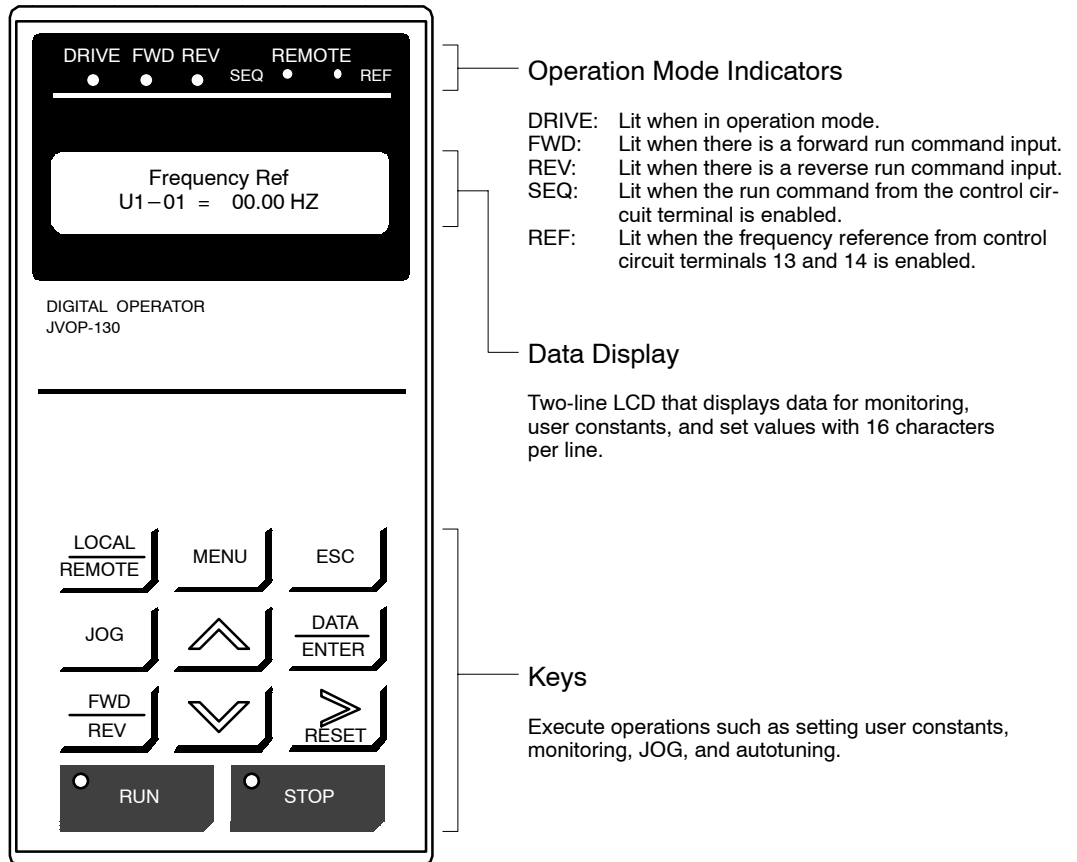 DRIVE FWD REV REMOTE
SEQ REF
Frequency Ref
U1−01 = 00.00 HZ
DIGITAL OPERATOR
JVOP-130
LOCAL
REMOTE
MENU
ESC
JOG
DATA
ENTER
FWD
REV
RESET
RUN
STOP
Operation Mode Indicators
DRIVE: Lit when in operation mode.
FWD: Lit when there is a forward run command input.
REV: Lit when there is a reverse run command input.
SEQ: Lit when the run command from the control cir-
cuit terminal is enabled.
REF: Lit when the frequency reference from control
circuit terminals 13 and 14 is enabled.
Data Display
Two-line LCD that displays data for monitoring,
user constants, and set values with 16 characters
per line.
Keys
Execute operations such as setting user constants,
monitoring, JOG, and autotuning.